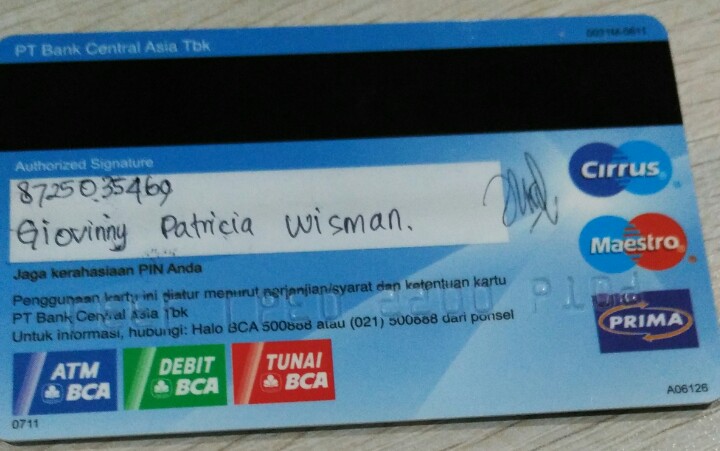 PT Bank Central Asia Tbk
Authorized Signature
8725035469
Giovinny Patricia Wisman.
Cirrus
Maestro
Jaga kerahasiaan PIN Anda
Penggunaan kartu ini diatur menurut perjanjian/syarat dan ketentuan kartu
PT Bank Central Asia Tbk
Untuk informasi, hubungi: Halo BCA 500888 atau (021) 500888 dari ponsel
PRIMA
ATM BCA
DEBIT BCA
TUNAI BCA
A06126
0711